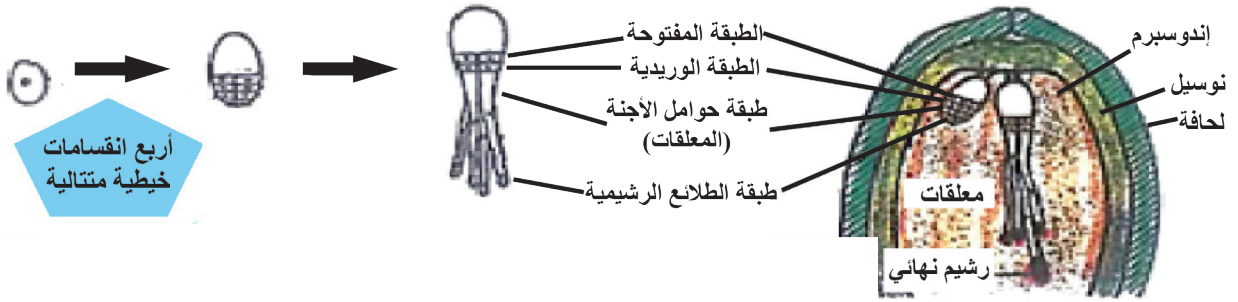 الطبقة المفتوحة
الطبقة الوريدية
طبقة حوامل الأجنة
(المعلقات)
طبقة الطلائع الرشيمية
إندوسبرم
نوسيل
لحافة
أربع انقسامات
خيطية متتالية
معلقات
رشيم نهائي